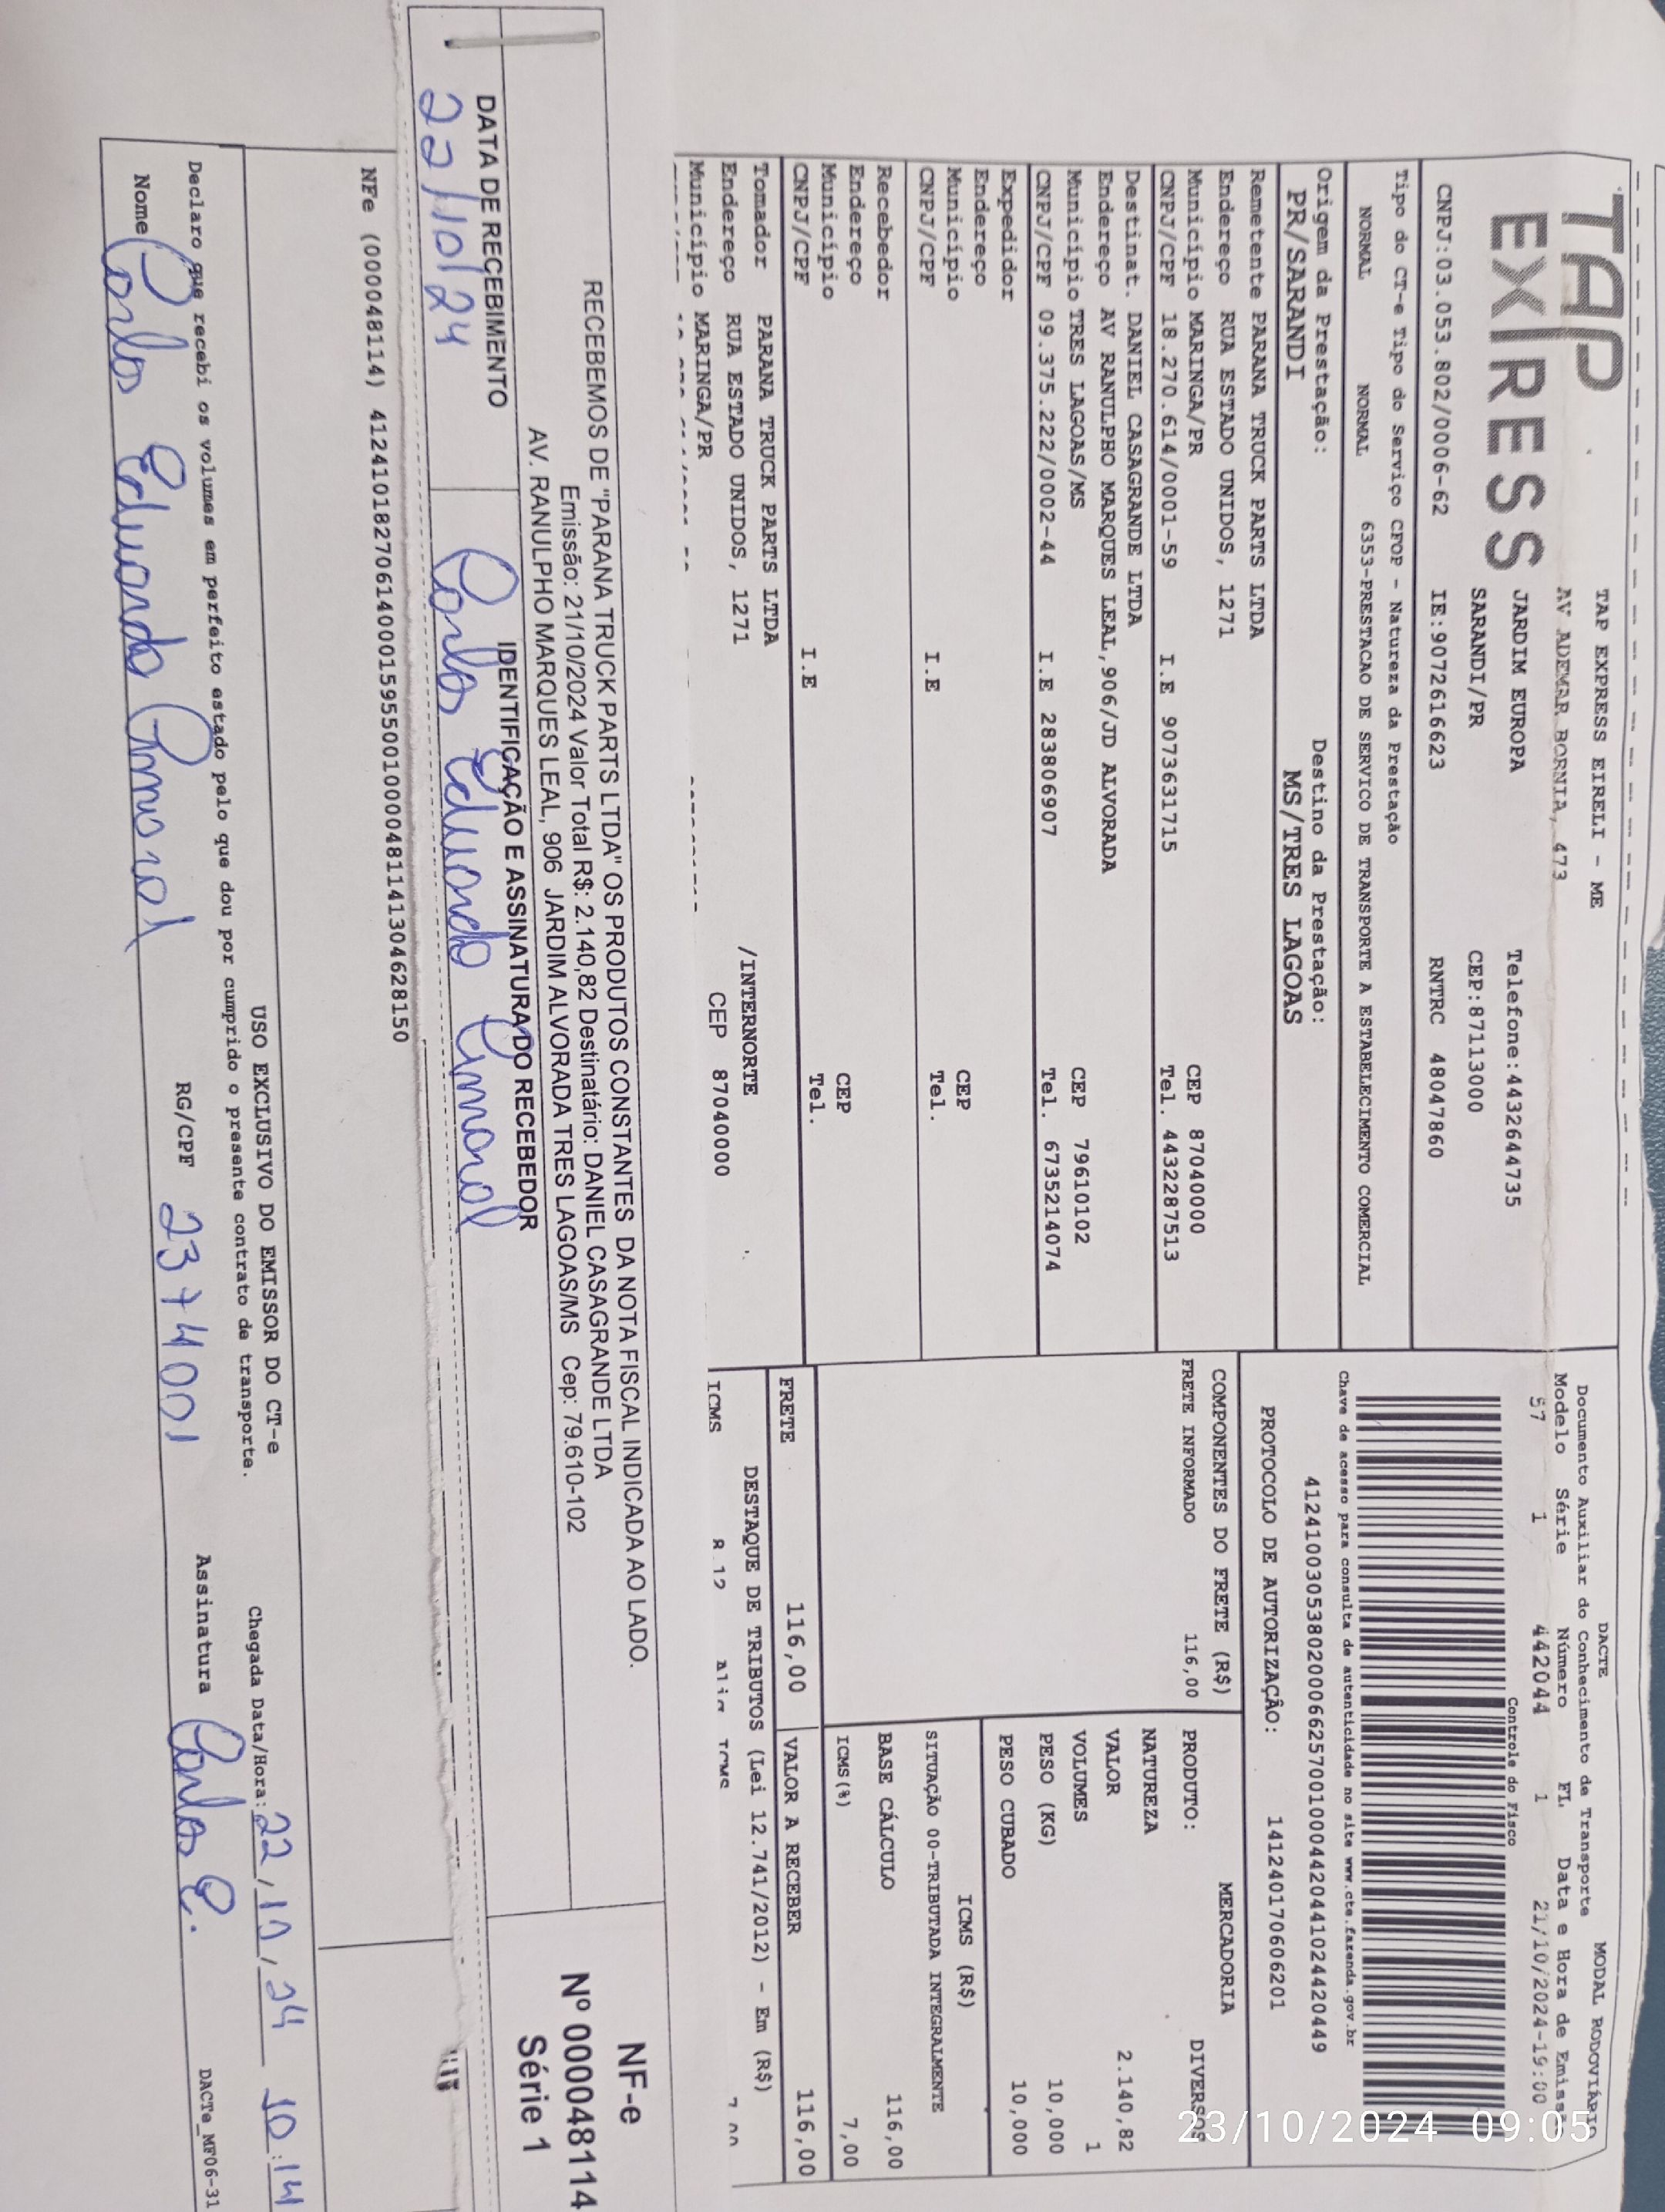 TAP
EXPRESS
TAP EXPRESS EIRELI - ME
AV ADEMAR BORNIA, 473
JARDIM EUROPA Telefone:4432644735
SARANDI/PR CEP:87113000
CNPJ:03.053.802/0006-62 IE:9072616623 RNTRC 48047860
DACTE MODAL RODOVIÁRIO
Documento Auxiliar do Conhecimento de Transporte
Modelo Série Número FL Data e Hora de Emissão
57 1 442044 1 21/10/2024-19:00
Controle do Fisco
Chave de acesso para consulta de autenticidade no site www.cte.fazenda.gov.br
41241003053802000662570010004420441024420449
PROTOCOLO DE AUTORIZAÇÃO: 141240170606201
Tipo do CT-e Tipo do Serviço CFOP - Natureza da Prestação
NORMAL NORMAL 6353-PRESTACAO DE SERVICO DE TRANSPORTE A ESTABELECIMENTO COMERCIAL
Origem da Prestação: Destino da Prestação:
PR/SARANDI MS/TRES LAGOAS
Remetente PARANA TRUCK PARTS LTDA
Endereço RUA ESTADO UNIDOS, 1271
Município MARINGA/PR CEP 87040000
CNPJ/CPF 18.270.614/0001-59 I.E 9073631715 Tel. 4432287513
Destinat. DANIEL CASAGRANDE LTDA
Endereço AV RANULPHO MARQUES LEAL,906/JD ALVORADA
Município TRES LAGOAS/MS CEP 79610102
CNPJ/CPF 09.375.222/0002-44 I.E 283806907 Tel. 6735214074
Expedidor
Endereço
Município CEP
CNPJ/CPF I.E Tel.
Recebedor
Endereço
Município CEP
CNPJ/CPF I.E Tel.
Tomador PARANA TRUCK PARTS LTDA
Endereço RUA ESTADO UNIDOS, 1271 /INTERNORTE
Município MARINGA/PR CEP 87040000
COMPONENTES DO FRETE (R$)
FRETE INFORMADO 116,00
MERCADORIA
PRODUTO: DIVERSOS
NATUREZA
VALOR 2.140,82
VOLUMES 1
PESO (KG) 10,000
PESO CUBADO 10,000
ICMS (R$)
SITUAÇÃO 00-TRIBUTADA INTEGRALMENTE
BASE CÁLCULO 116,00
ICMS(%) 7,00
FRETE 116,00 VALOR A RECEBER 116,00
DESTAQUE DE TRIBUTOS (Lei 12.741/2012) - Em (R$)
ICMS 8,12 Aliq ICMS 7,00
RECEBEMOS DE "PARANA TRUCK PARTS LTDA" OS PRODUTOS CONSTANTES DA NOTA FISCAL INDICADA AO LADO.
Emissão: 21/10/2024 Valor Total R$: 2.140,82 Destinatário: DANIEL CASAGRANDE LTDA
AV. RANULPHO MARQUES LEAL, 906 JARDIM ALVORADA TRES LAGOAS/MS Cep: 79.610-102
DATA DE RECEBIMENTO IDENTIFICAÇÃO E ASSINATURA DO RECEBEDOR
22/10/24 Carlos Eduardo Amaral
NF-e
Nº 000048114
Série 1
NFe (000048114) 41241018270614000159550010000481141304628150
USO EXCLUSIVO DO EMISSOR DO CT-e
Declaro que recebi os volumes em perfeito estado pelo que dou por cumprido o presente contrato de transporte.
Chegada Data/Hora: 22/10/24 10:14
Nome Carlos Eduardo Amaral RG/CPF 2374001 Assinatura Carlos E.
DACTe_MF06-31
23/10/2024 09:05